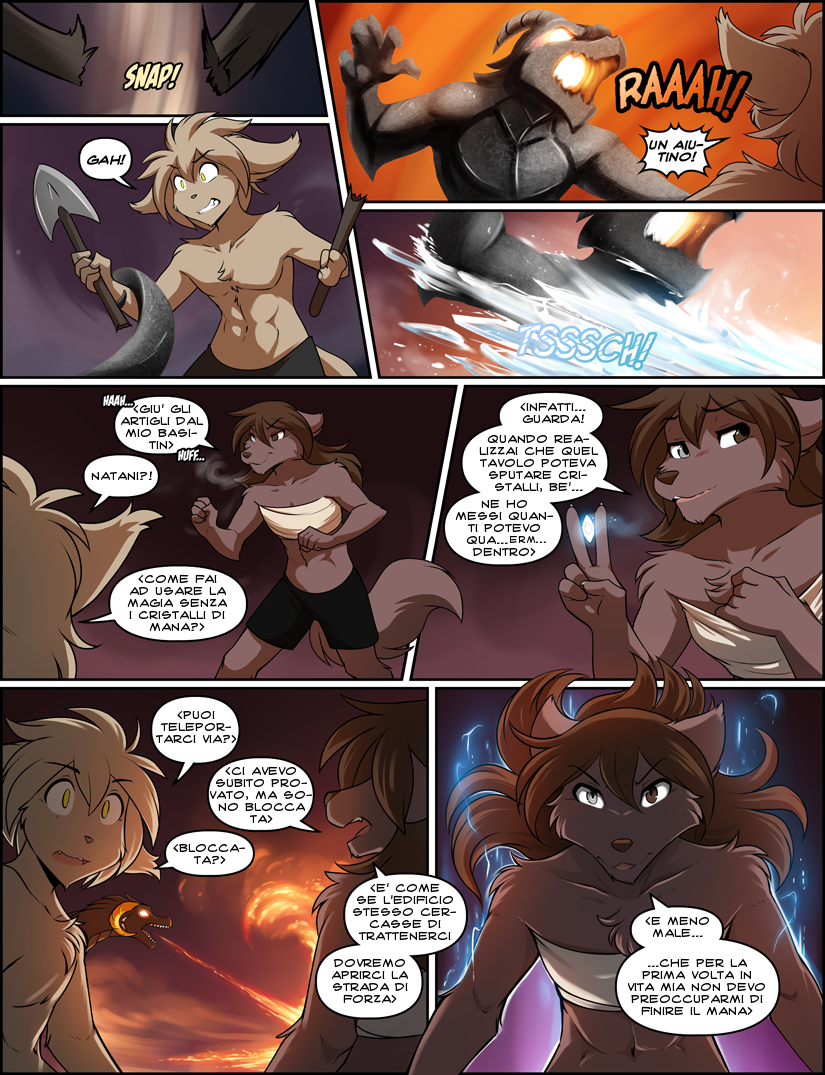 SNAP!
RAAAH!
UN AIU-
TINO!
GAH!
TSSSCH!
HAAH...
<GIU' GLI
ARTIGLI DAL
MIO BASI-
TIN>
HUFF...
NATANI?!
<COME FAI
AD USARE LA
MAGIA SENZA
I CRISTALLI DI
MANA?>
<INFATTI...
GUARDA!
QUANDO REA-
LIZZAI CHE QUEL
TAVOLO POTEVA
SPUTARE CRI-
STALLI, BE'...
NE HO
MESSI QUAN-
TI POTEVO
QUA...ERM...
DENTRO>
<PUOI
TELEPOR-
TARCI VIA?>
<CI AVEVO
SUBITO PRO-
VATO, MA SO-
NO BLOCCA
TA>
<BLOCCA-
TA?>
<E' COME
SE L'EDIFICIO
STESSO CER-
CASSE DI
TRATTENERCI
DOVREMO
APRIRCI LA
STRADA DI
FORZA>
<E MENO
MALE...
...CHE PER LA
PRIMA VOLTA IN
VITA MIA NON DEVO
PREOCCUPARMI DI
FINIRE IL MANA>